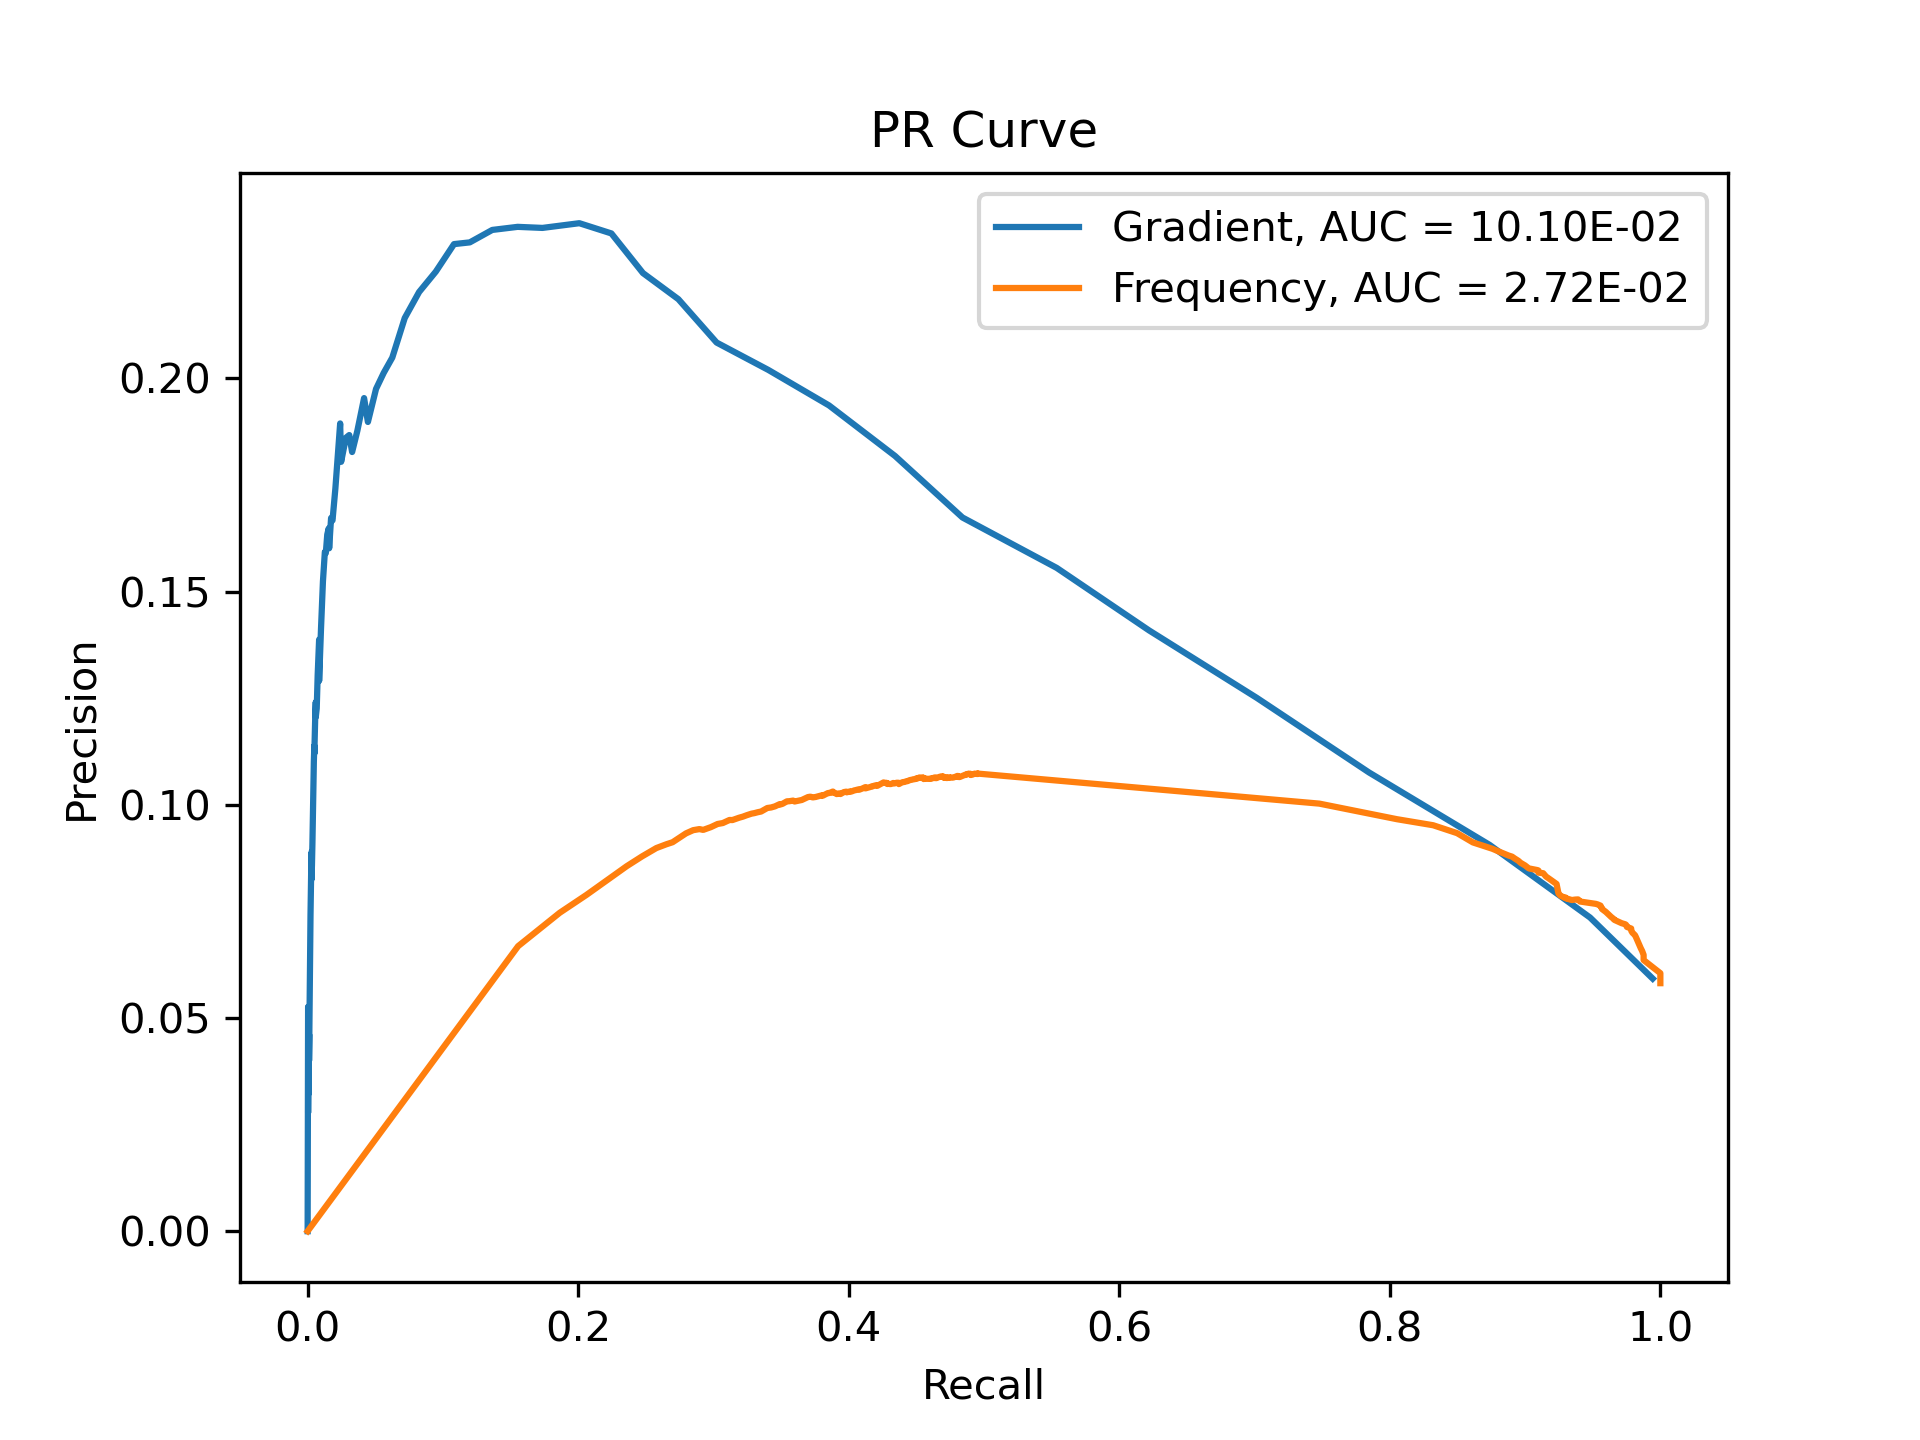 PR Curve
Gradient, AUC = 10.10E-02
Frequency, AUC = 2.72E-02
Precision
0.20
0.15
0.10
0.05
0.00
0.0 0.2 0.4 0.6 0.8 1.0
Recall